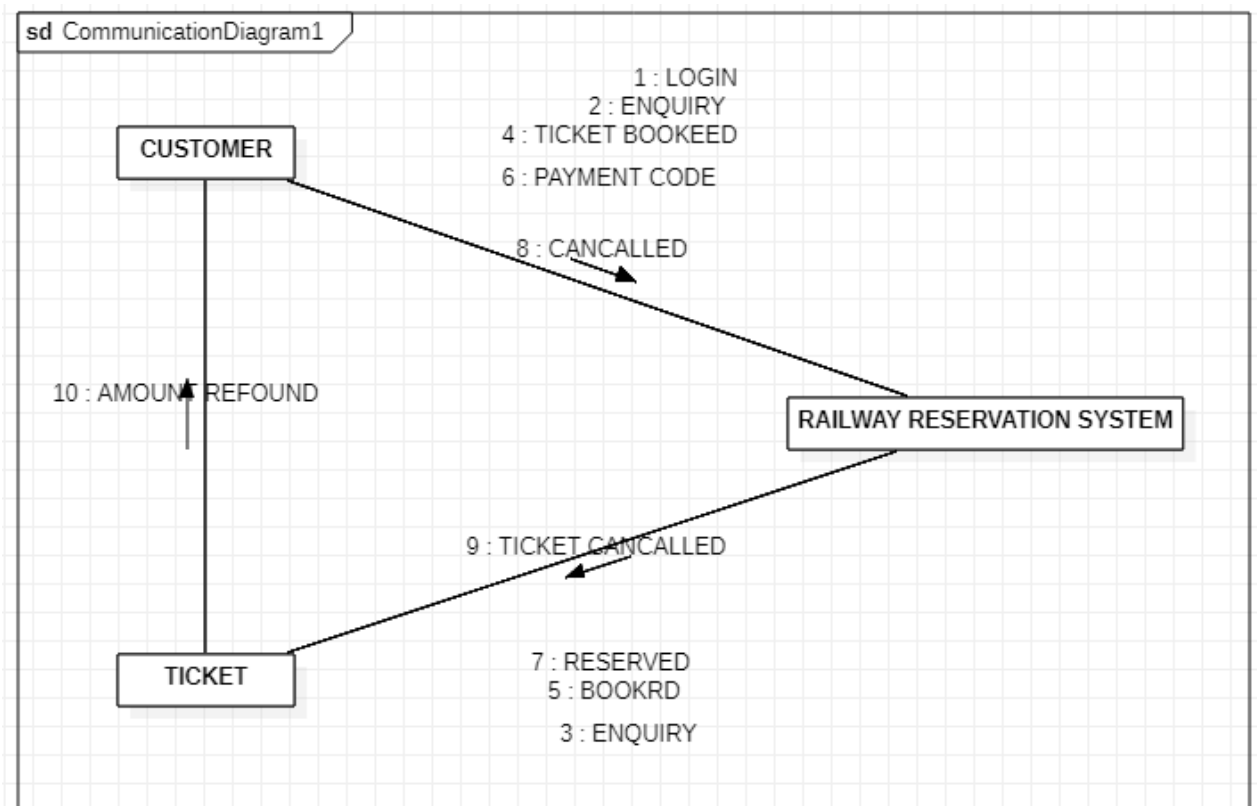 sd CommunicationDiagram1
1 : LOGIN
2 : ENQUIRY
4 : TICKET BOOKEED
CUSTOMER
6 : PAYMENT CODE
8 : CANCALLED
10 : AMOUNT REFOUND
RAILWAY RESERVATION SYSTEM
9 : TICKET CANCALLED
7 : RESERVED
TICKET
5 : BOOKRD
3 : ENQUIRY